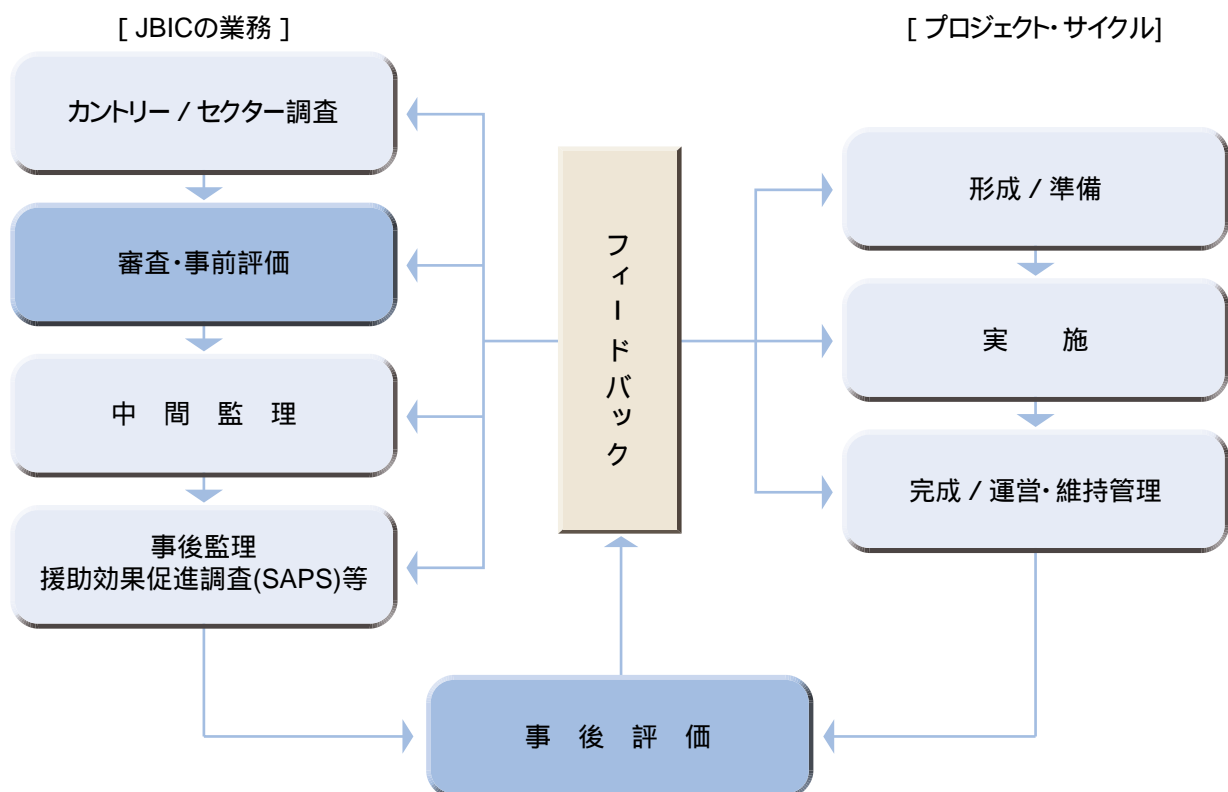 [ JBICの業務 ]
カントリー / セクター調査
審査・事前評価
中　間　監　理
事後監理
援助効果促進調査(SAPS)等
フィードバック
[ プロジェクト・サイクル]
形成 / 準備
実　　施
完成 / 運営・維持管理
事　後　評　価